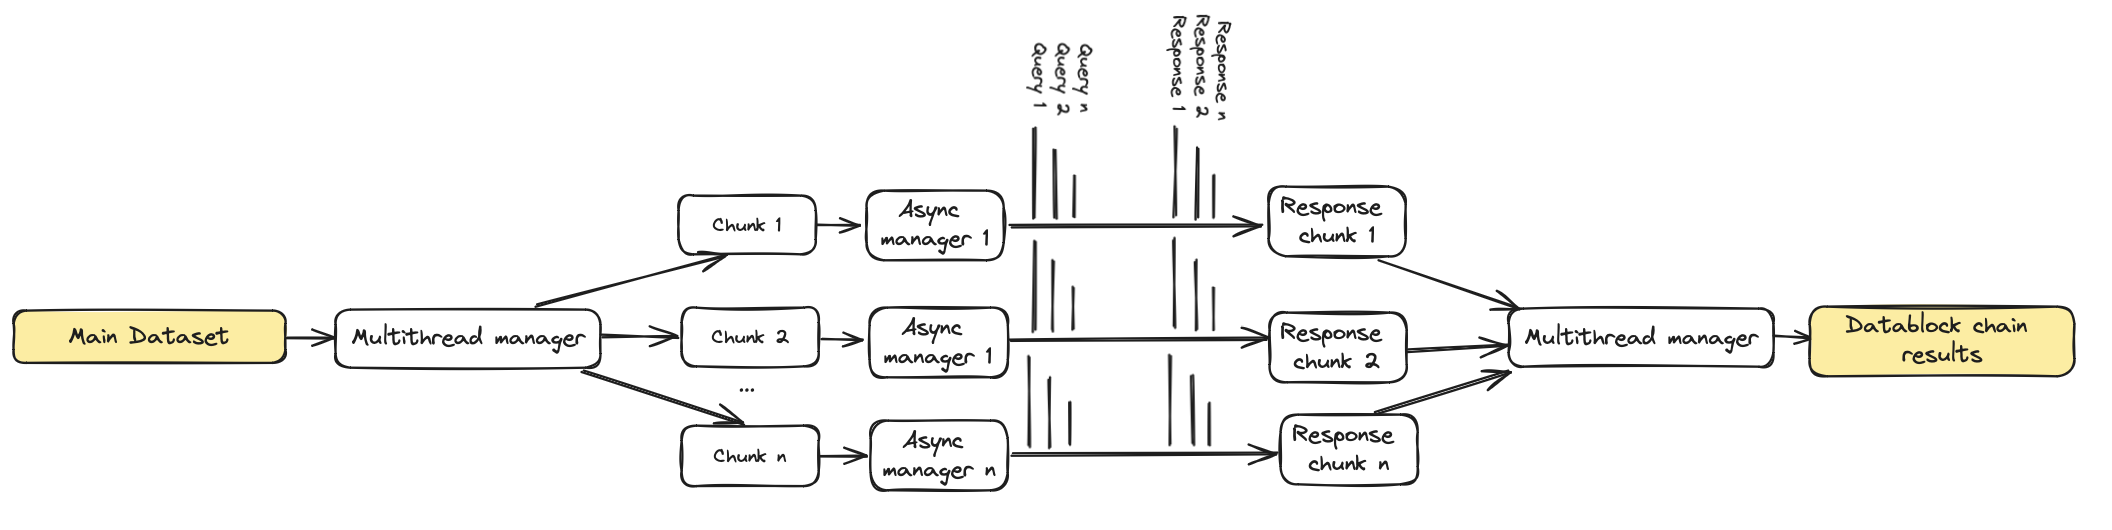 Query 1
Query 2
Query n
Response 1
Response 2
Response n
Main Dataset
Multithread manager
Chunk 1
Async
manager 1
Response
chunk 1
Chunk 2
Async
manager 1
Response
chunk 2
...
Chunk n
Async
manager n
Response
chunk n
Multithread manager
Datablock chain
results